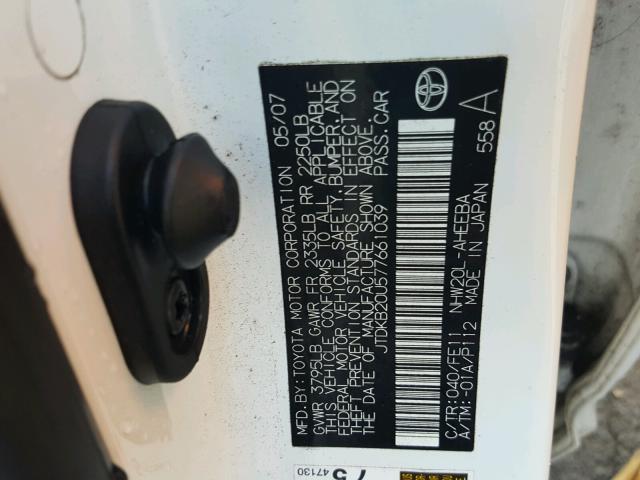 MFD. BY: TOYOTA MOTOR CORPORATION 05/07
GVWR 3795LB GAWR FR 2335LB RR 2250LB
THIS VEHICLE CONFORMS TO ALL APPLICABLE
FEDERAL MOTOR VEHICLE SAFETY, BUMPER, AND
THEFT PREVENTION STANDARDS IN EFFECT ON
THE DATE OF MANUFACTURE SHOWN ABOVE.
JTDKB20U577661039 PASS. CAR
C/TR: 040/FE11 NHW20L-AHEEBA
A/TM: -01A/P112 MADE IN JAPAN
558 A
75 47130